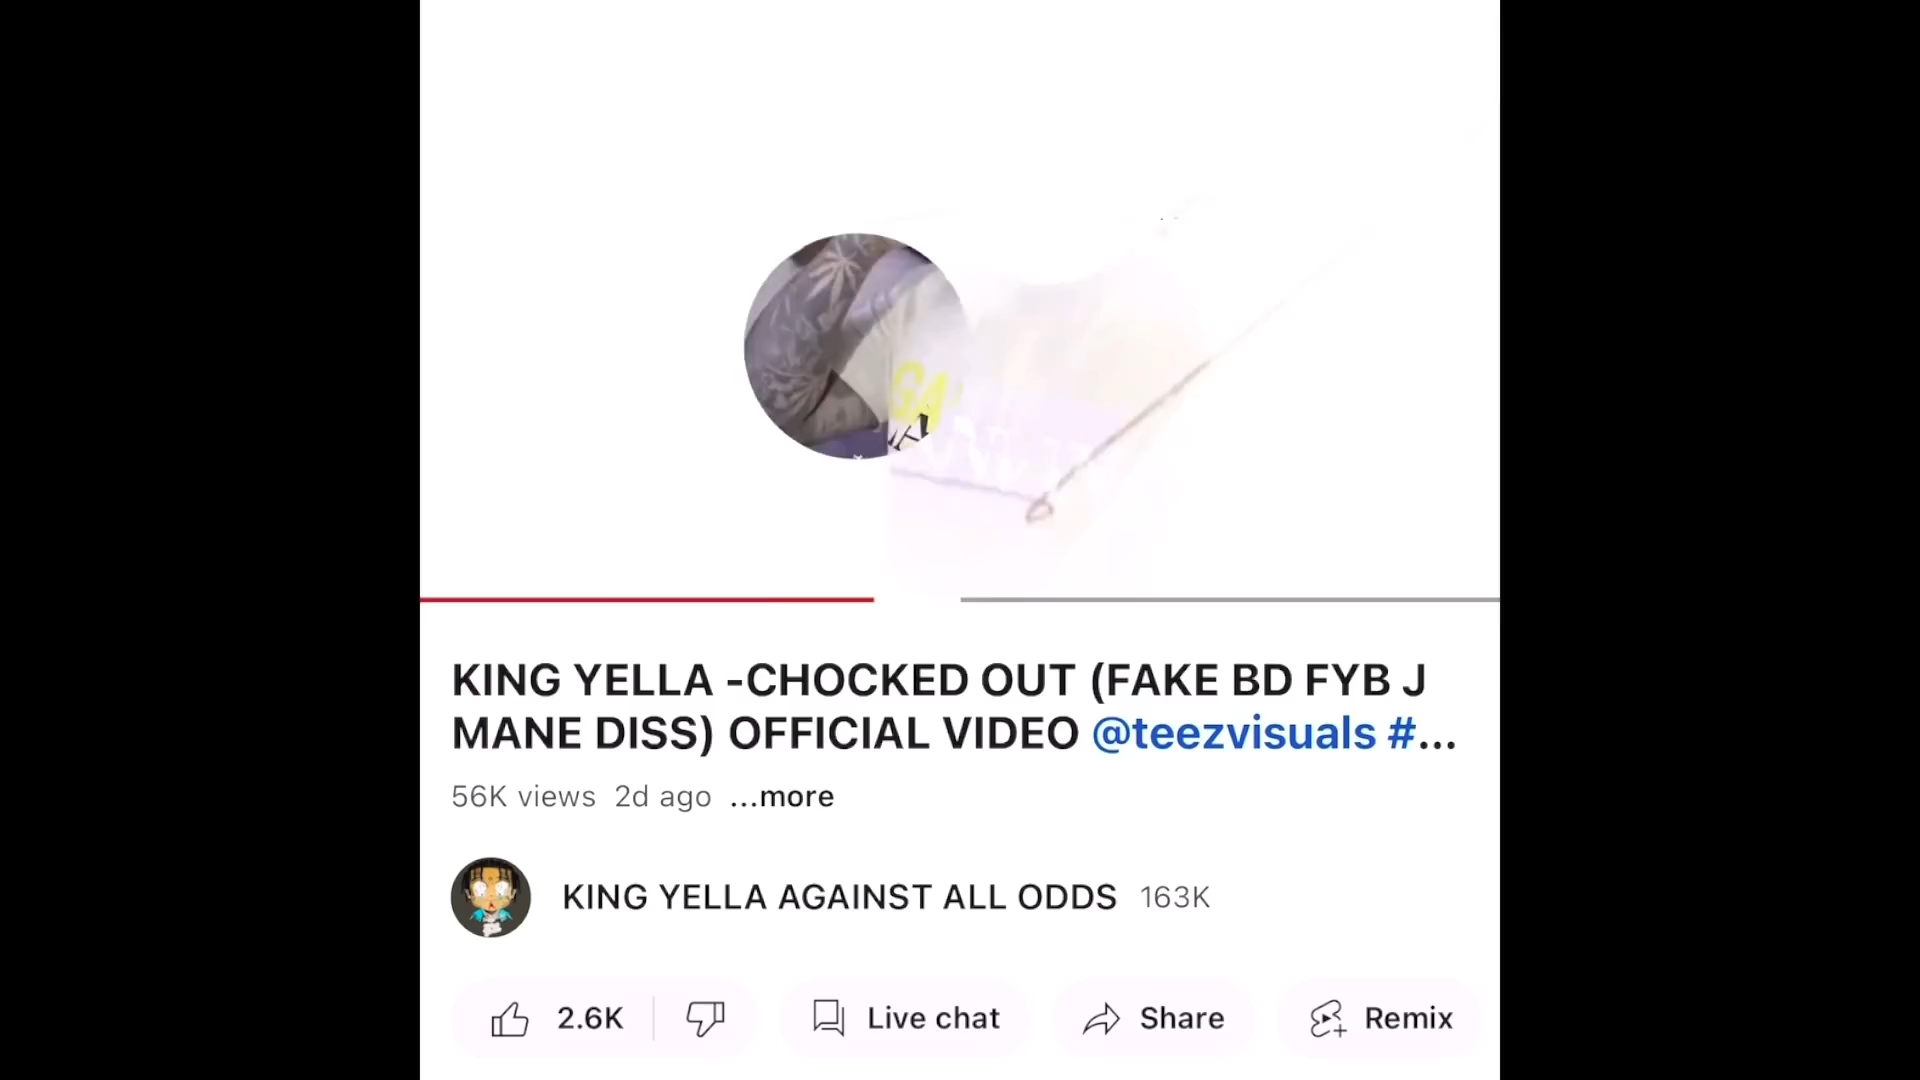 GA
KING YELLA -CHOCKED OUT (FAKE BD FYB J
MANE DISS) OFFICIAL VIDEO @teezvisuals #...
56K views 2d ago ...more
KING YELLA AGAINST ALL ODDS 163K
2.6K Live chat Share Remix